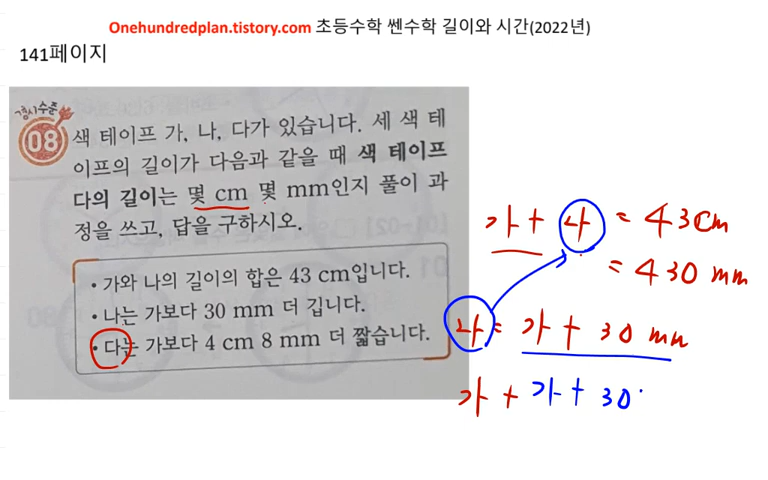 Onehundredplan.tistory.com 초등수학 쎈수학 길이와 시간(2022년)
141페이지
경시수준
08 색 테이프 가, 나, 다가 있습니다. 세 색 테
이프의 길이가 다음과 같을 때 색 테이프
다의 길이는 몇 cm 몇 mm인지 풀이 과
정을 쓰고, 답을 구하시오.
• 가와 나의 길이의 합은 43 cm입니다.
• 나는 가보다 30 mm 더 깁니다.
• 다는 가보다 4 cm 8 mm 더 짧습니다.
가 + 나 = 43cm
= 430 mm
나 = 가 + 30 mm
가 + 가 + 30